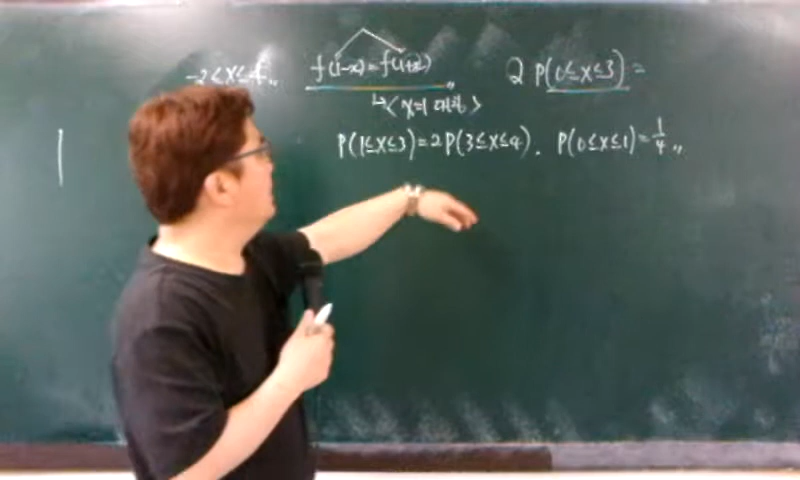 -2≤x≤4,, f(1-x)=f(1+x) 2 P(0≤x≤3)=
↳<x=1 대칭>
P(1≤x≤3)=2P(3≤x≤4). P(0≤x≤1)=1/4,,